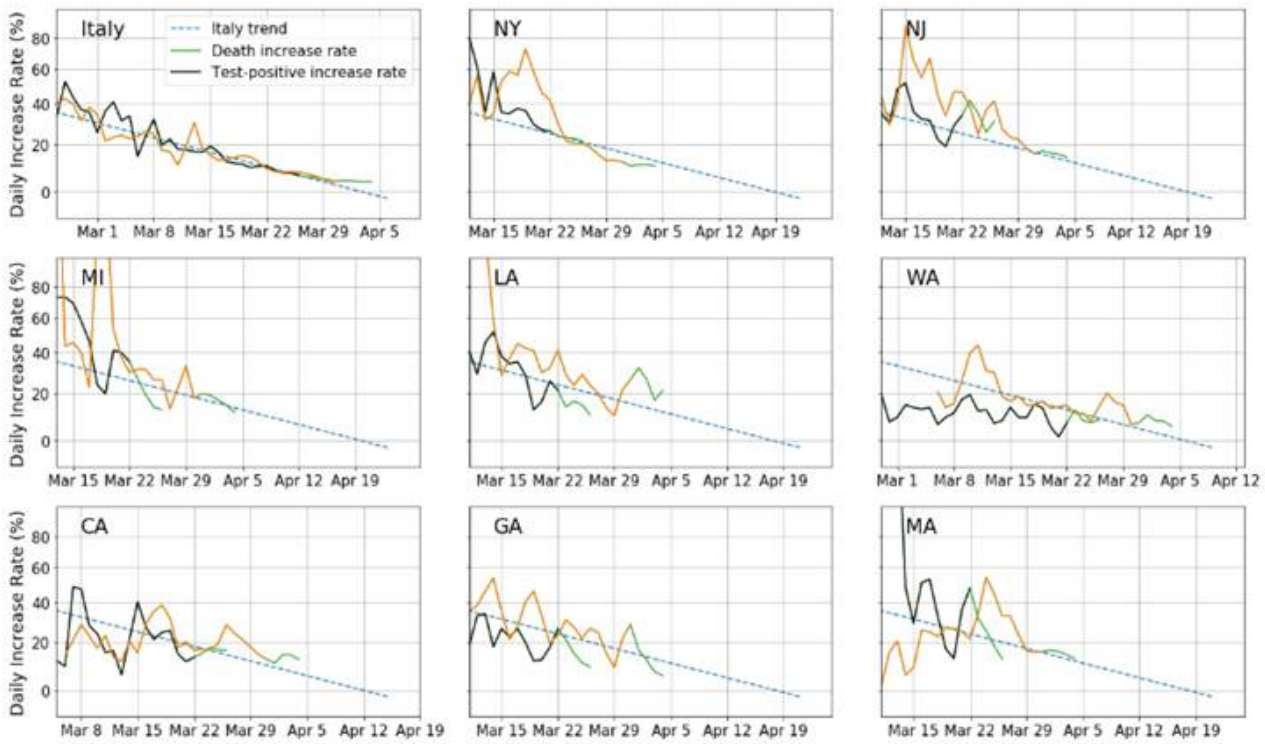 Italy
Italy trend
Death increase rate
Test-positive increase rate
Daily Increase Rate (%)
80
60
40
20
0
Mar 1 Mar 8 Mar 15 Mar 22 Mar 29 Apr 5
NY
Mar 15 Mar 22 Mar 29 Apr 5 Apr 12 Apr 19
NJ
Mar 15 Mar 22 Mar 29 Apr 5 Apr 12 Apr 19
MI
Daily Increase Rate (%)
80
60
40
20
0
Mar 15 Mar 22 Mar 29 Apr 5 Apr 12 Apr 19
LA
Mar 15 Mar 22 Mar 29 Apr 5 Apr 12 Apr 19
WA
Mar 1 Mar 8 Mar 15 Mar 22 Mar 29 Apr 5 Apr 12
CA
Daily Increase Rate (%)
80
60
40
20
0
Mar 8 Mar 15 Mar 22 Mar 29 Apr 5 Apr 12 Apr 19
GA
Mar 15 Mar 22 Mar 29 Apr 5 Apr 12 Apr 19
MA
Mar 15 Mar 22 Mar 29 Apr 5 Apr 12 Apr 19